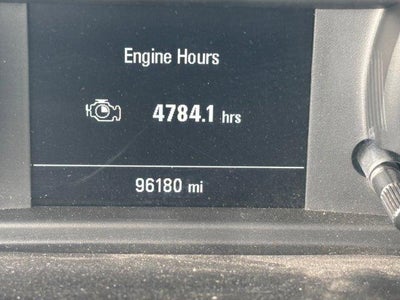 Engine Hours
4784.1 hrs
96180 mi